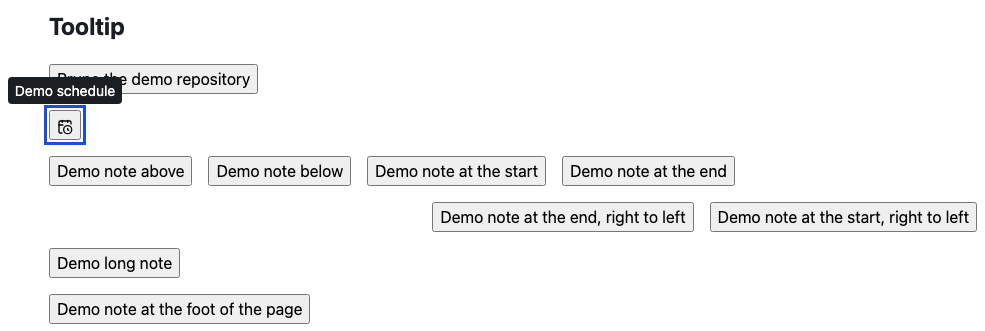 Tooltip
the demo repository
Demo schedule
Demo note above Demo note below Demo note at the start Demo note at the end
Demo note at the end, right to left Demo note at the start, right to left
Demo long note
Demo note at the foot of the page